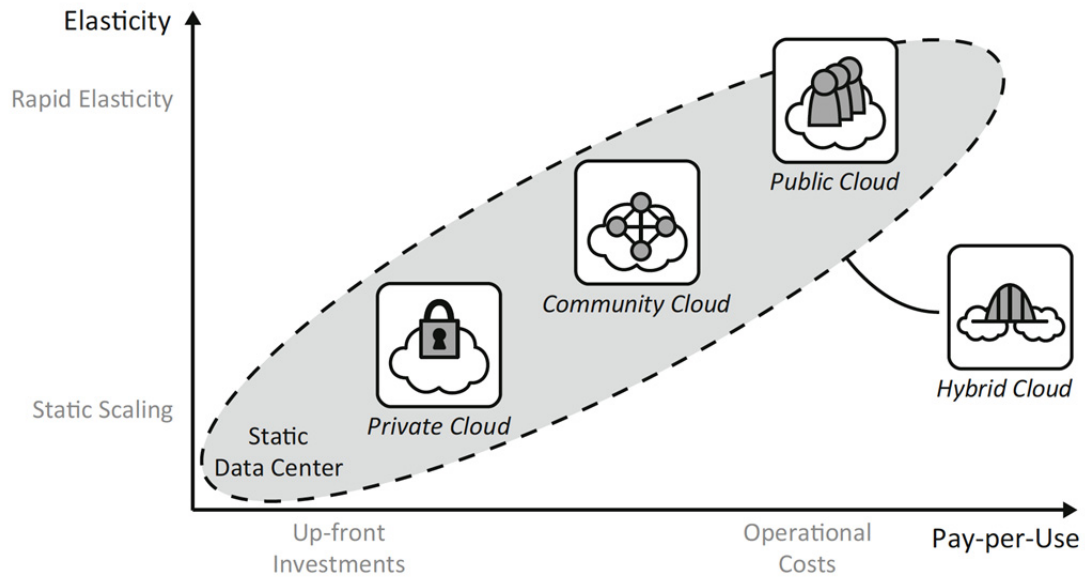 Elasticity
Rapid Elasticity
Public Cloud
Community Cloud
Hybrid Cloud
Static Scaling
Private Cloud
Static
Data Center
Up-front
Investments
Operational
Costs
Pay-per-Use